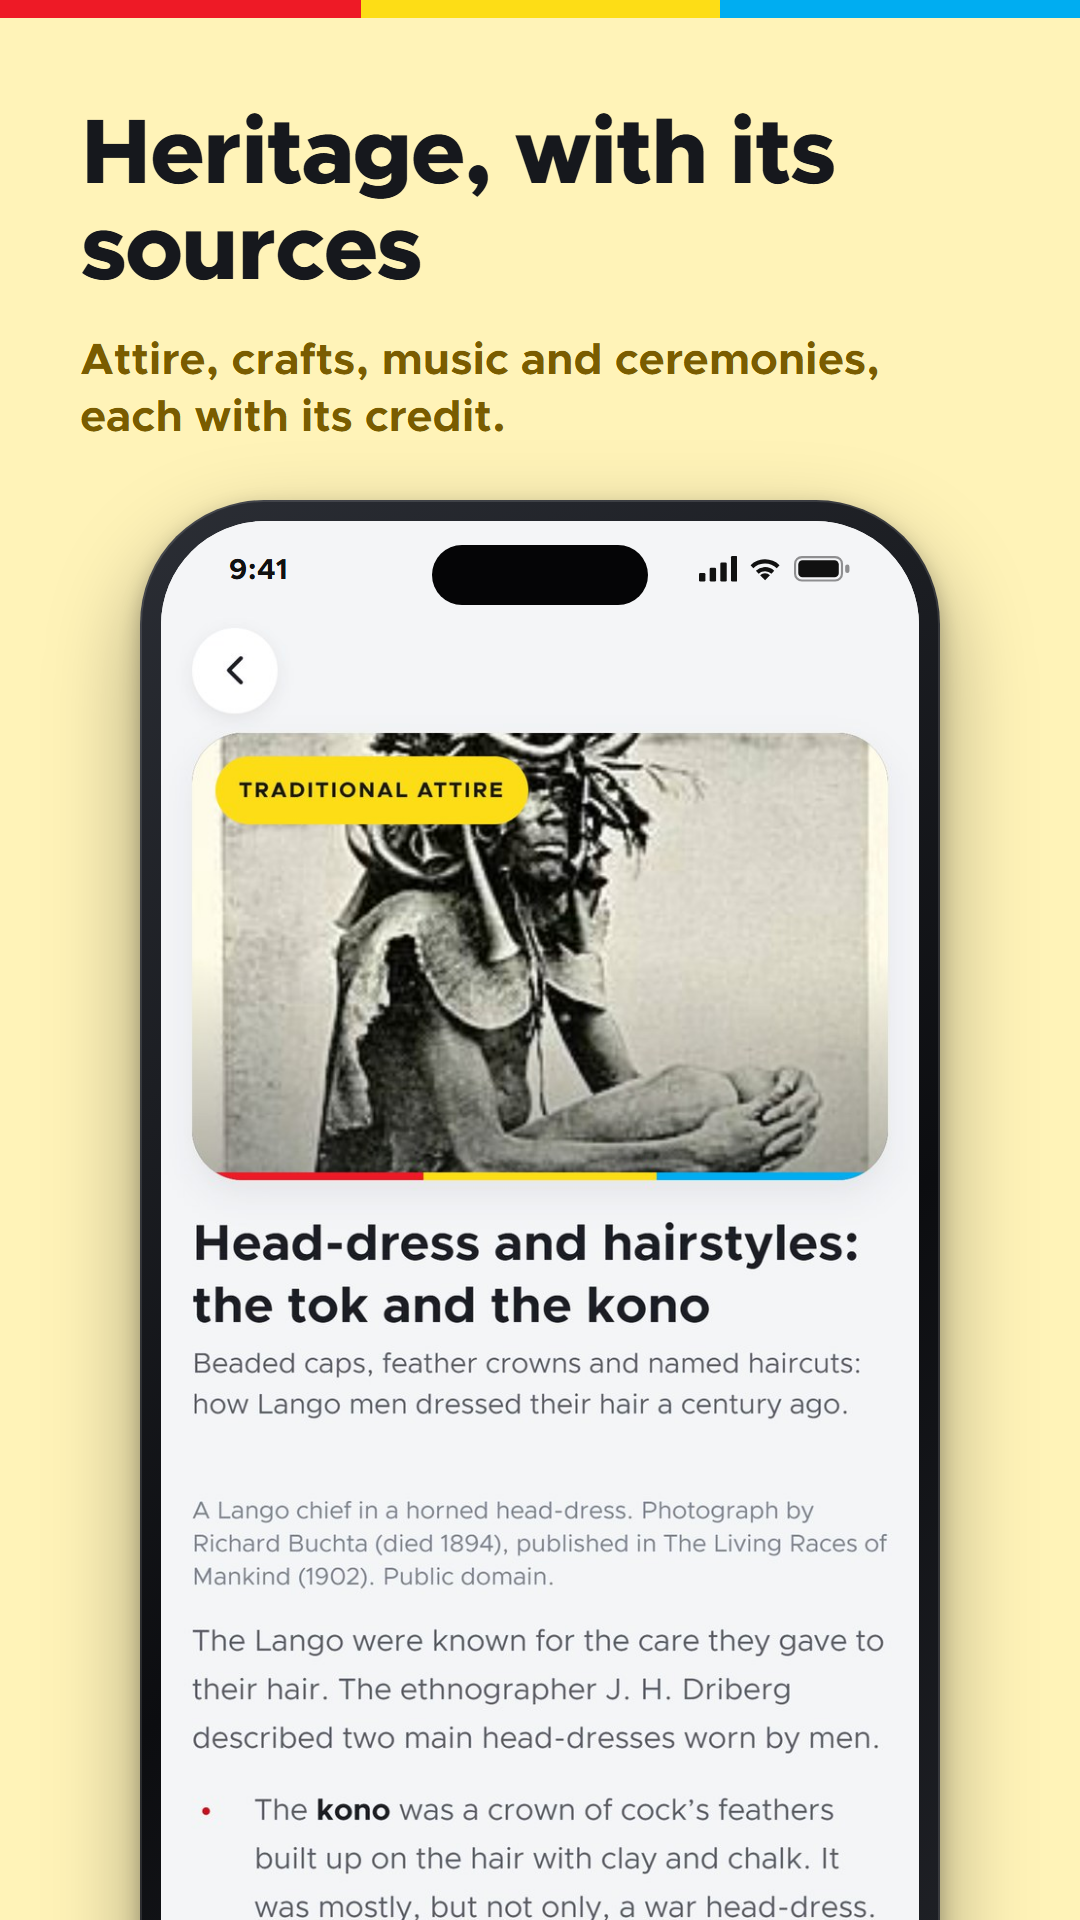 Heritage, with its
sources
Attire, crafts, music and ceremonies,
each with its credit.
9:41
TRADITIONAL ATTIRE
Head-dress and hairstyles:
the tok and the kono
Beaded caps, feather crowns and named haircuts:
how Lango men dressed their hair a century ago.
A Lango chief in a horned head-dress. Photograph by
Richard Buchta (died 1894), published in The Living Races of
Mankind (1902). Public domain.
The Lango were known for the care they gave to
their hair. The ethnographer J. H. Driberg
described two main head-dresses worn by men.
• The kono was a crown of cock’s feathers
built up on the hair with clay and chalk. It
was mostly, but not only, a war head-dress.